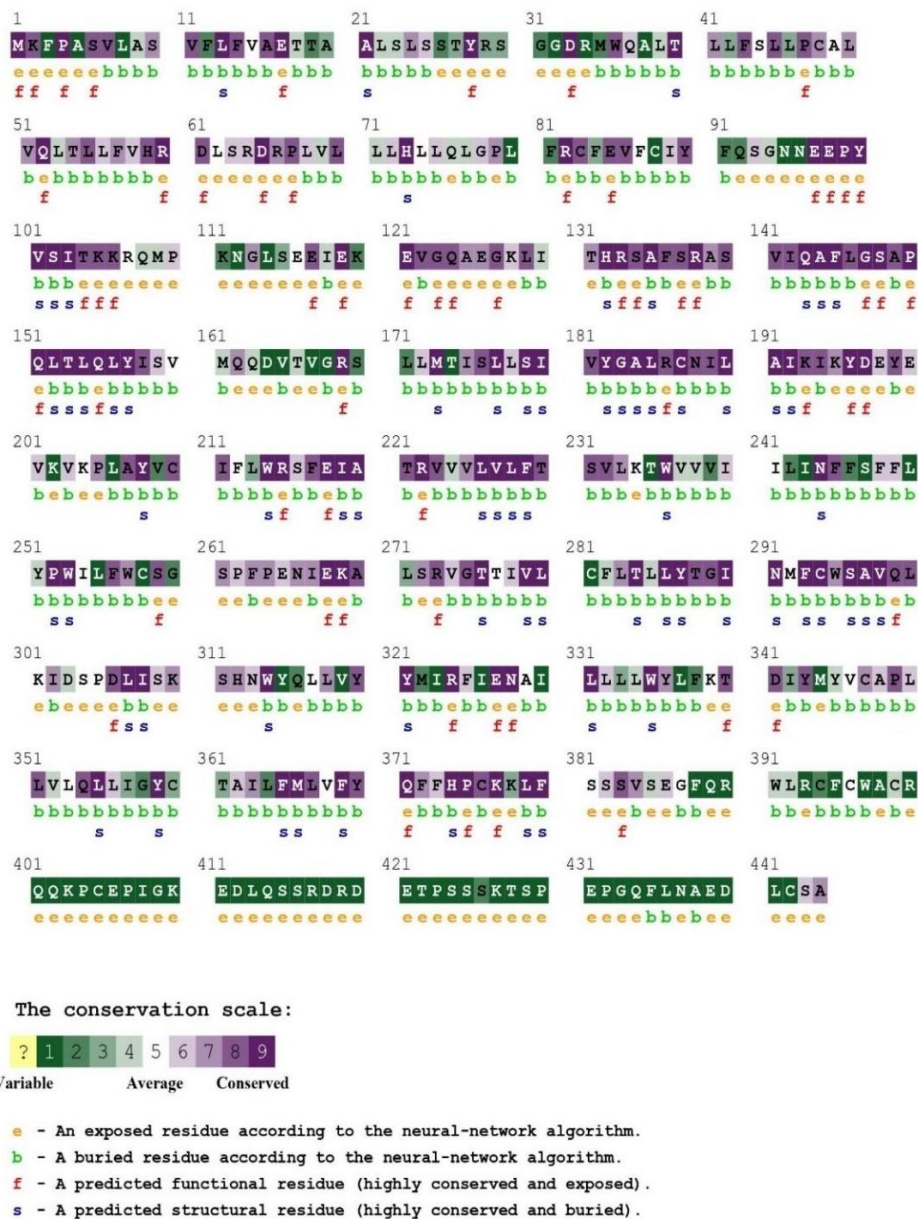 1 11 21 31 41
MKFPASVLAS VFLFVAETTA ALSLSSTYRS GGDRMWQALT LLFSLLPCAL
eeeeeebbbb bbbbbbebbb bbbbbeeeee eeeebbbbbb bbbbbbebbb
ff f f s f s f f s f
51 61 71 81 91
VQLTLLFVHR DLSRDRPLVL LLHLLQLGPL FRCFEVFCIY FQSGNNEEPY
bebbbbbbbe eeeeeeebbb bbbbbebbeb bebbebbbbb beeeeeeeee
f f f f f s f f ffff
101 111 121 131 141
VSITKKRQMP KNGLSEEIEK EVGQAEGKLI THRSAFSRAS VIQAFLGSAP
bbbeeeeeee eeeeeeebee ebeeeeeebb ebeebbeebb bbbbbbeebe
sssfff f f f ff f sffs ff sss ff f
151 161 171 181 191
QLTLQLYISV MQQDVTVGRS LLMTISLLSI VYGALRCNIL AIKIKYDEYE
ebbbebbbbb beeebeebeb bbbbbbbbbb bbbbbebbbb bbebeeeebe
fsssfss f s s ss ssssfs s ssf ff
201 211 221 231 241
VKVKPLAYVC IFLWRSFEIA TRVVVLVLFT SVLKTWVVVI ILINFFSFFL
bebeebbbbb bbbbebbebb bebbbbbbbb bbbebbbbbb bbbbbbbbbb
s sf fss f ssss s s
251 261 271 281 291
YPWILFWCSG SPFPENIEKA LSRVGTTIVL CFLTLLYTGI NMFCWSAVQL
bbbbbbbbee eebeeebeeb beebbbbbbb bbbbbbbbbb bbbbbbbbeb
ss f ff f s ss s ss s s ss sssf
301 311 321 331 341
KIDSPDLISK SHNWYQLLVY YMIRFIENAI LLLLWYLFKT DIYMYVCAPL
ebeeeebbee eeebbebbbb bbbebbeebb bbbbbbbbee ebbebbbbbb
fss s s f ff s s f f
351 361 371 381 391
LVLQLLIGYC TAILFMLVFY QFFHPCKKLF SSSVSEGFQR WLRCFCWACR
bbbbbbbbbb bbbbbbbbbb ebbbebeebb eeebeeebee bbebbbbebe
s s ss s f sf f ss f
401 411 421 431 441
QQKPCEPIGK EDLQSSRDRD ETPSSSSKTSP EPGQFLNAED LCSA
eeeeeeeeee eeeeeeeeee eeeeeeeeee eeeebbebee eeee
The conservation scale:
? 1 2 3 4 5 6 7 8 9
Variable Average Conserved
e - An exposed residue according to the neural-network algorithm.
b - A buried residue according to the neural-network algorithm.
f - A predicted functional residue (highly conserved and exposed).
s - A predicted structural residue (highly conserved and buried).